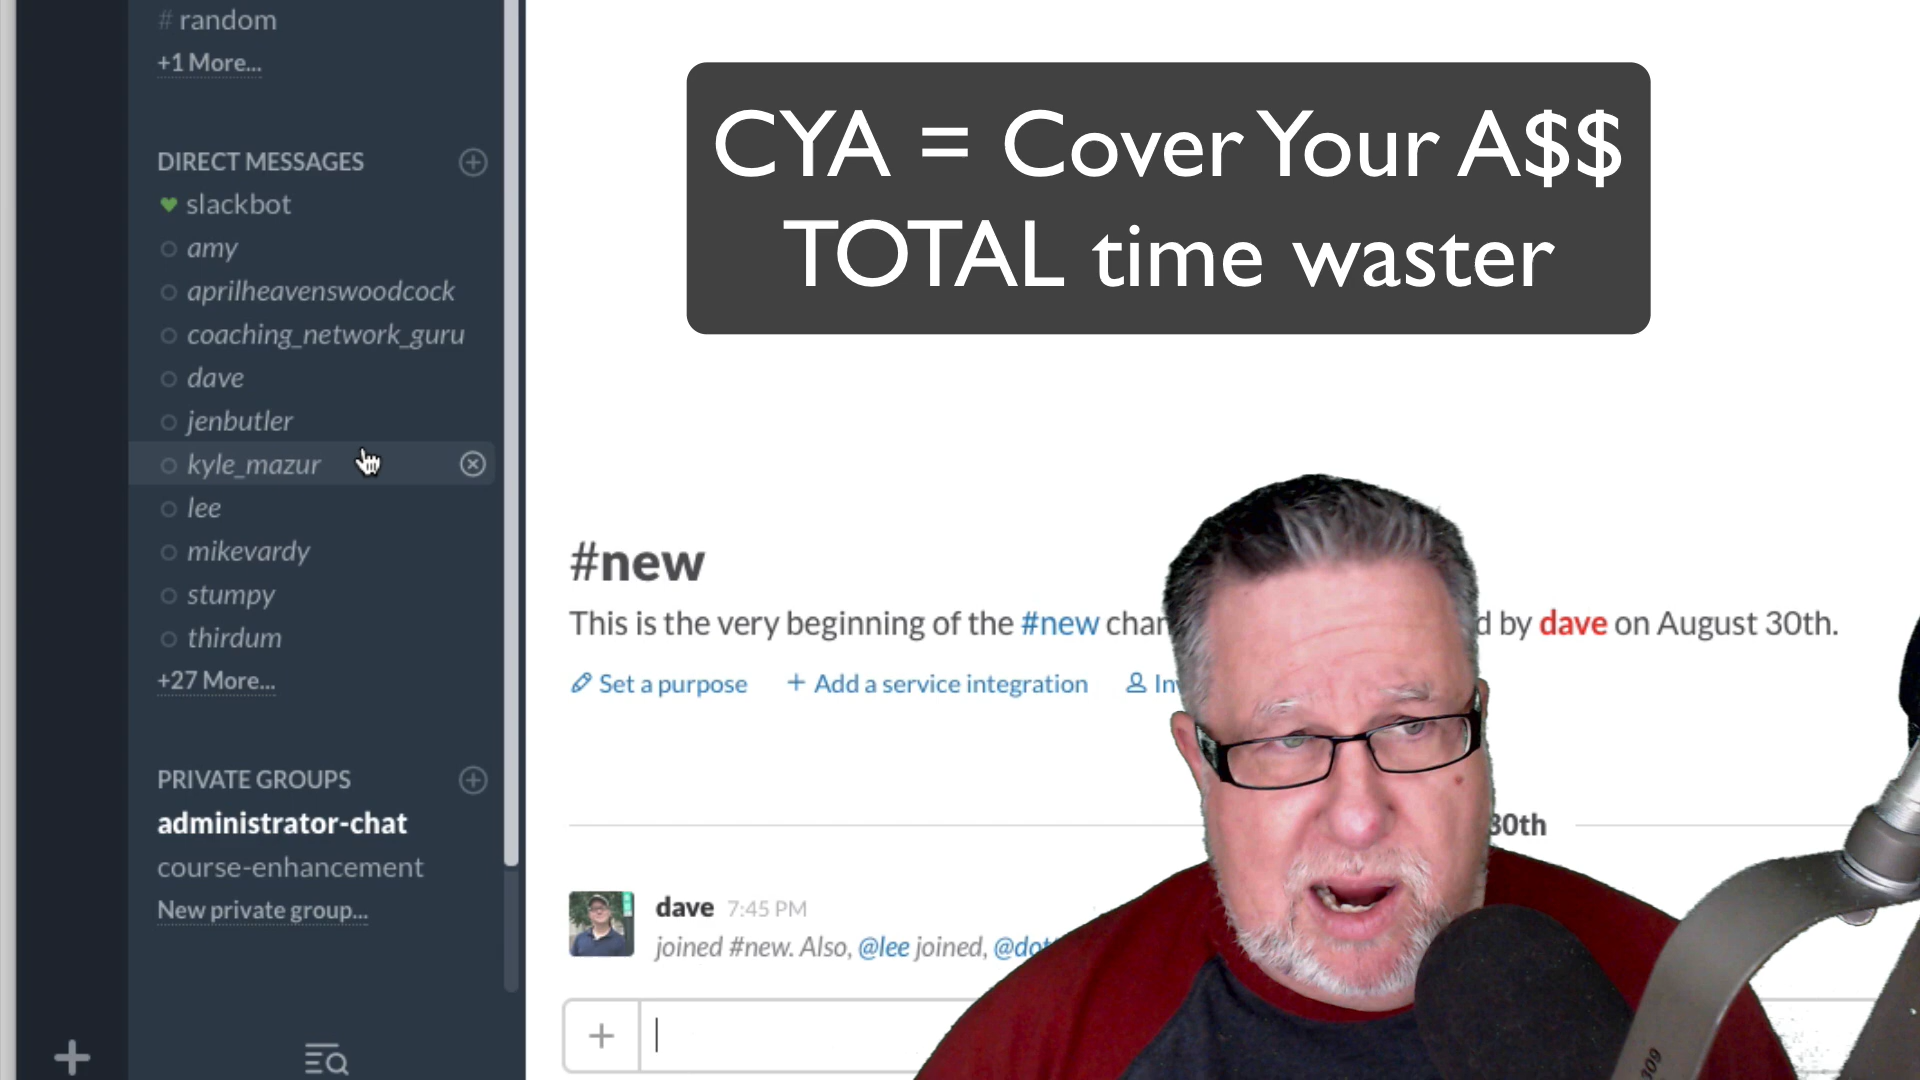 # random
+1 More...
DIRECT MESSAGES
slackbot
amy
aprilheavenswoodcock
coaching_network_guru
dave
jenbutler
kyle_mazur
lee
mikevardy
stumpy
thirdum
+27 More...
PRIVATE GROUPS
administrator-chat
course-enhancement
New private group...
CYA = Cover Your A$$
TOTAL time waster
#new
This is the very beginning of the #new d by dave on August 30th.
Set a purpose + Add a service integration
30th
dave 7:45 PM
joined #new. Also, @lee joined,
309